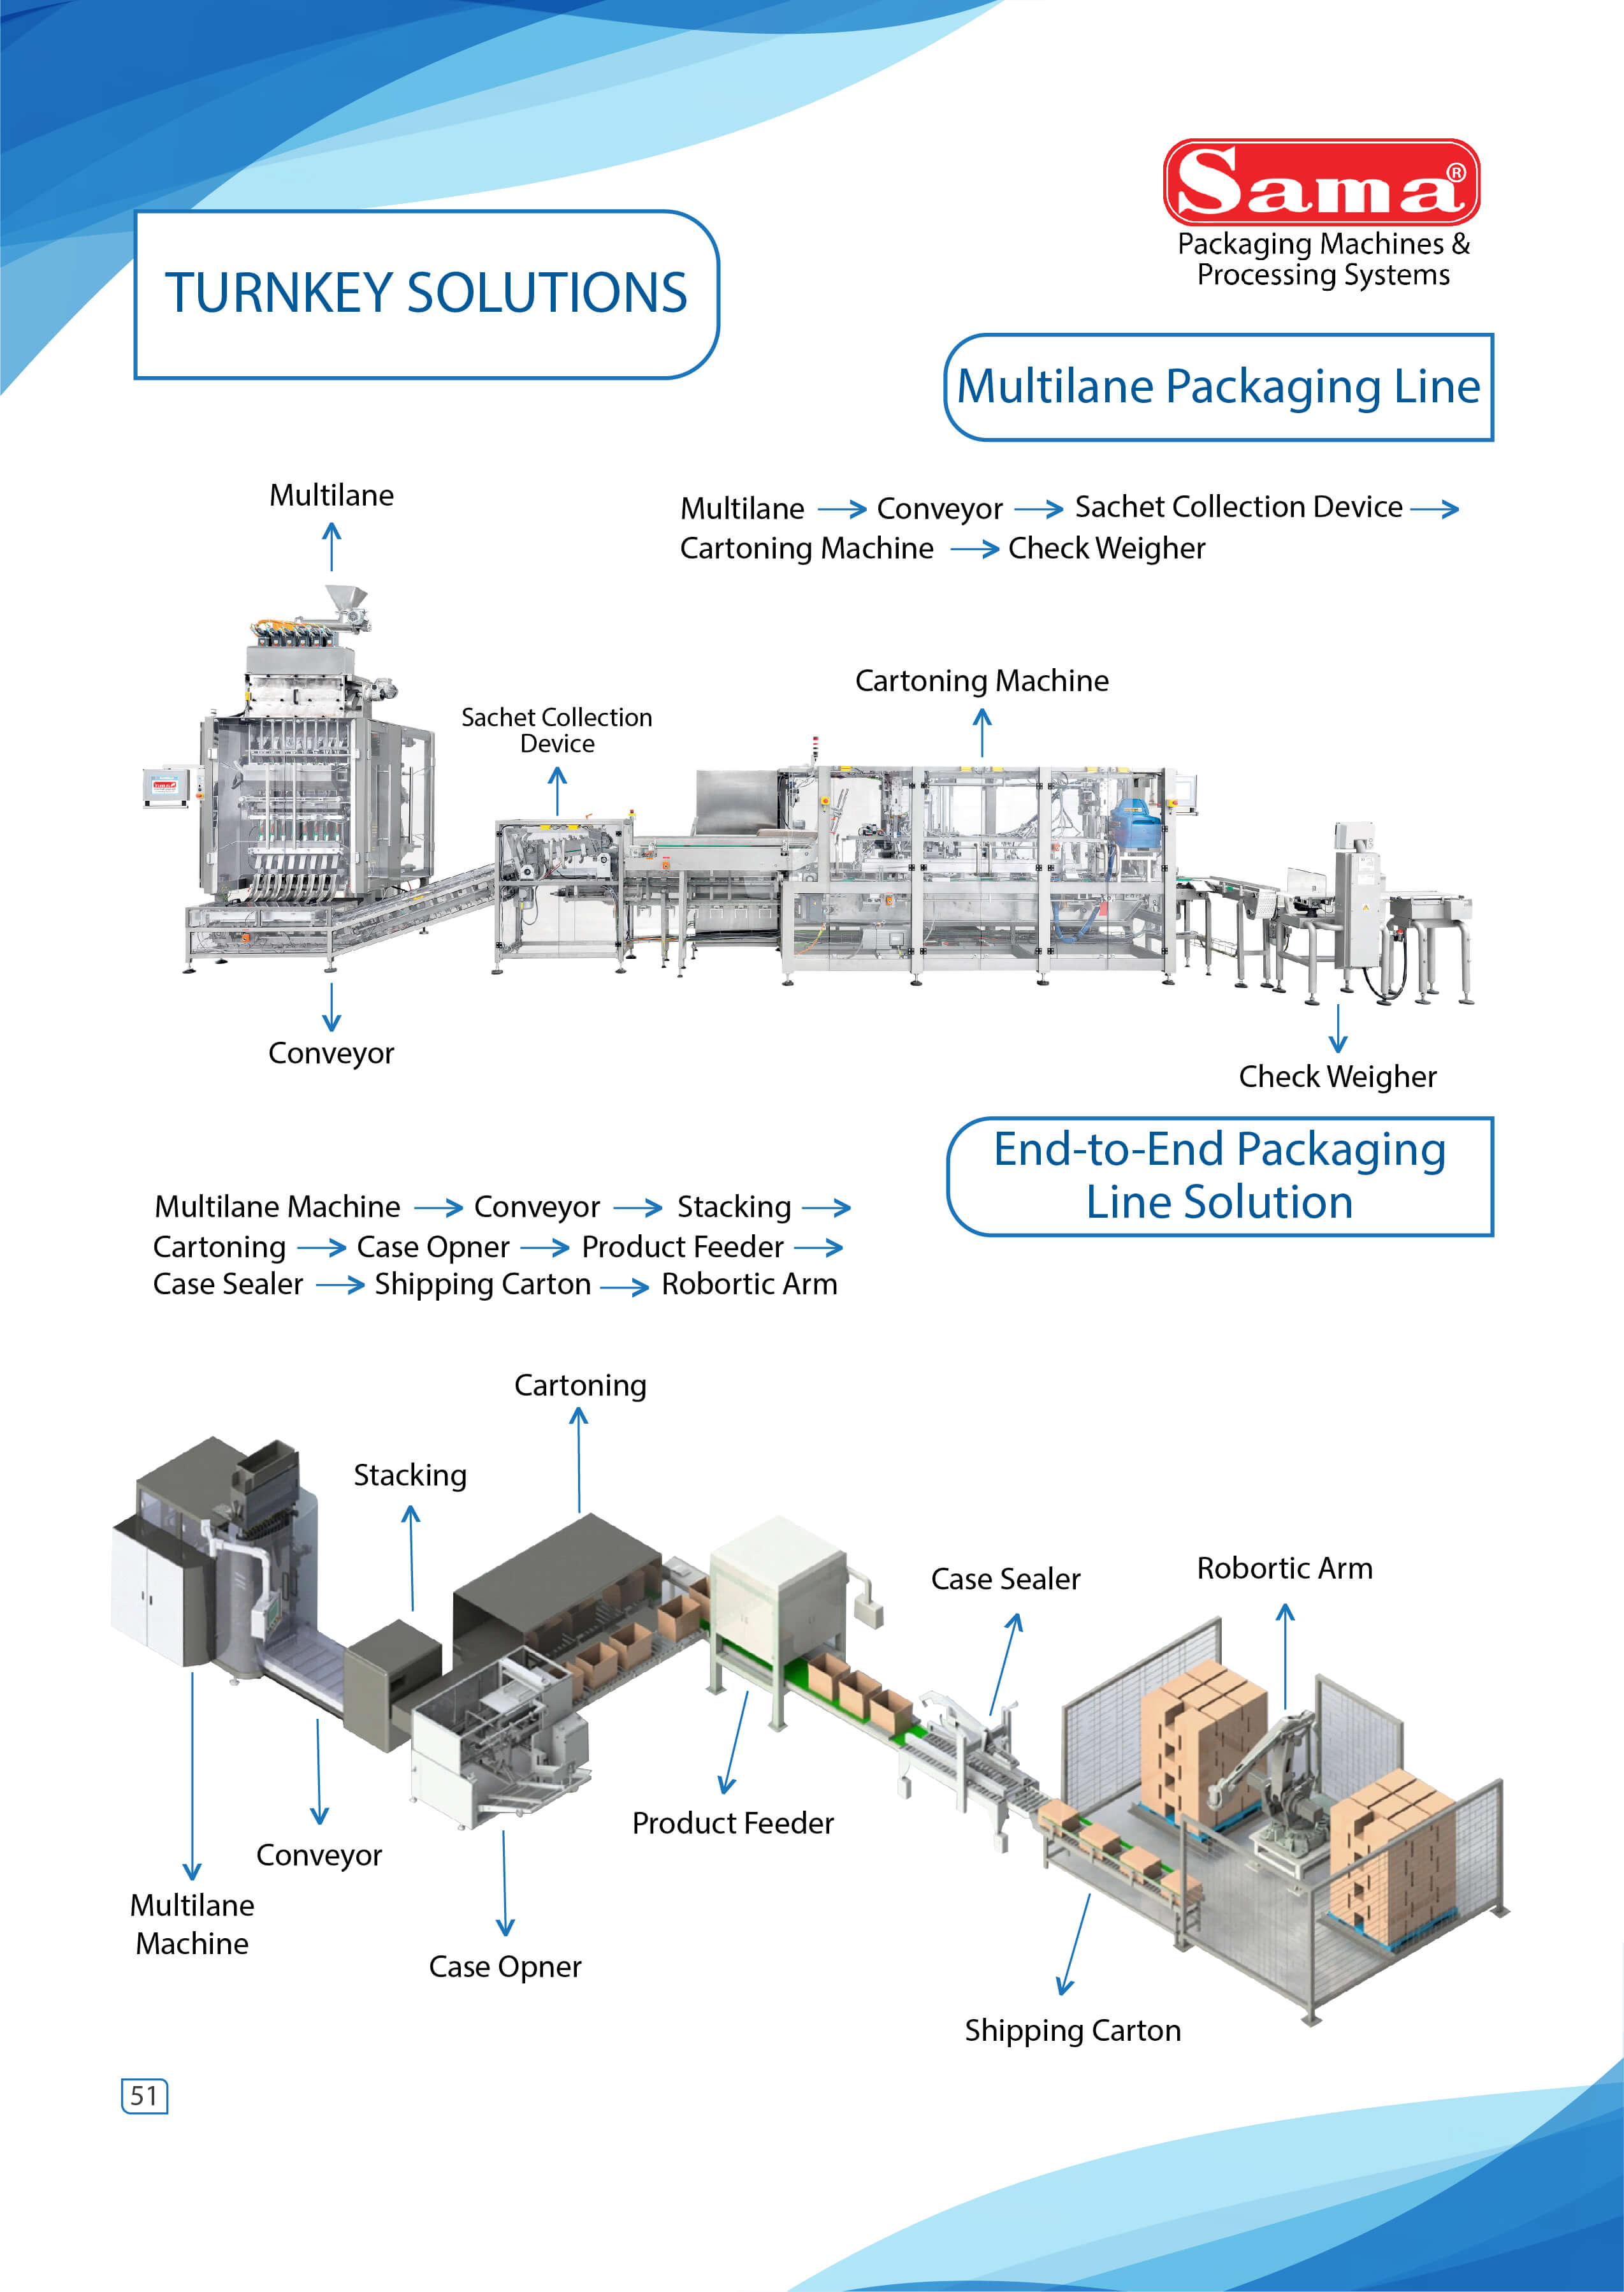 Sama®
Packaging Machines &
Processing Systems
TURNKEY SOLUTIONS
Multilane Packaging Line
Multilane → Conveyor → Sachet Collection Device →
Cartoning Machine → Check Weigher
Multilane
Sachet Collection
Device
Cartoning Machine
Conveyor
Check Weigher
End-to-End Packaging
Line Solution
Multilane Machine → Conveyor → Stacking →
Cartoning → Case Opner → Product Feeder →
Case Sealer → Shipping Carton → Robortic Arm
Cartoning
Stacking
Case Sealer
Robortic Arm
Product Feeder
Conveyor
Multilane
Machine
Case Opner
Shipping Carton
51